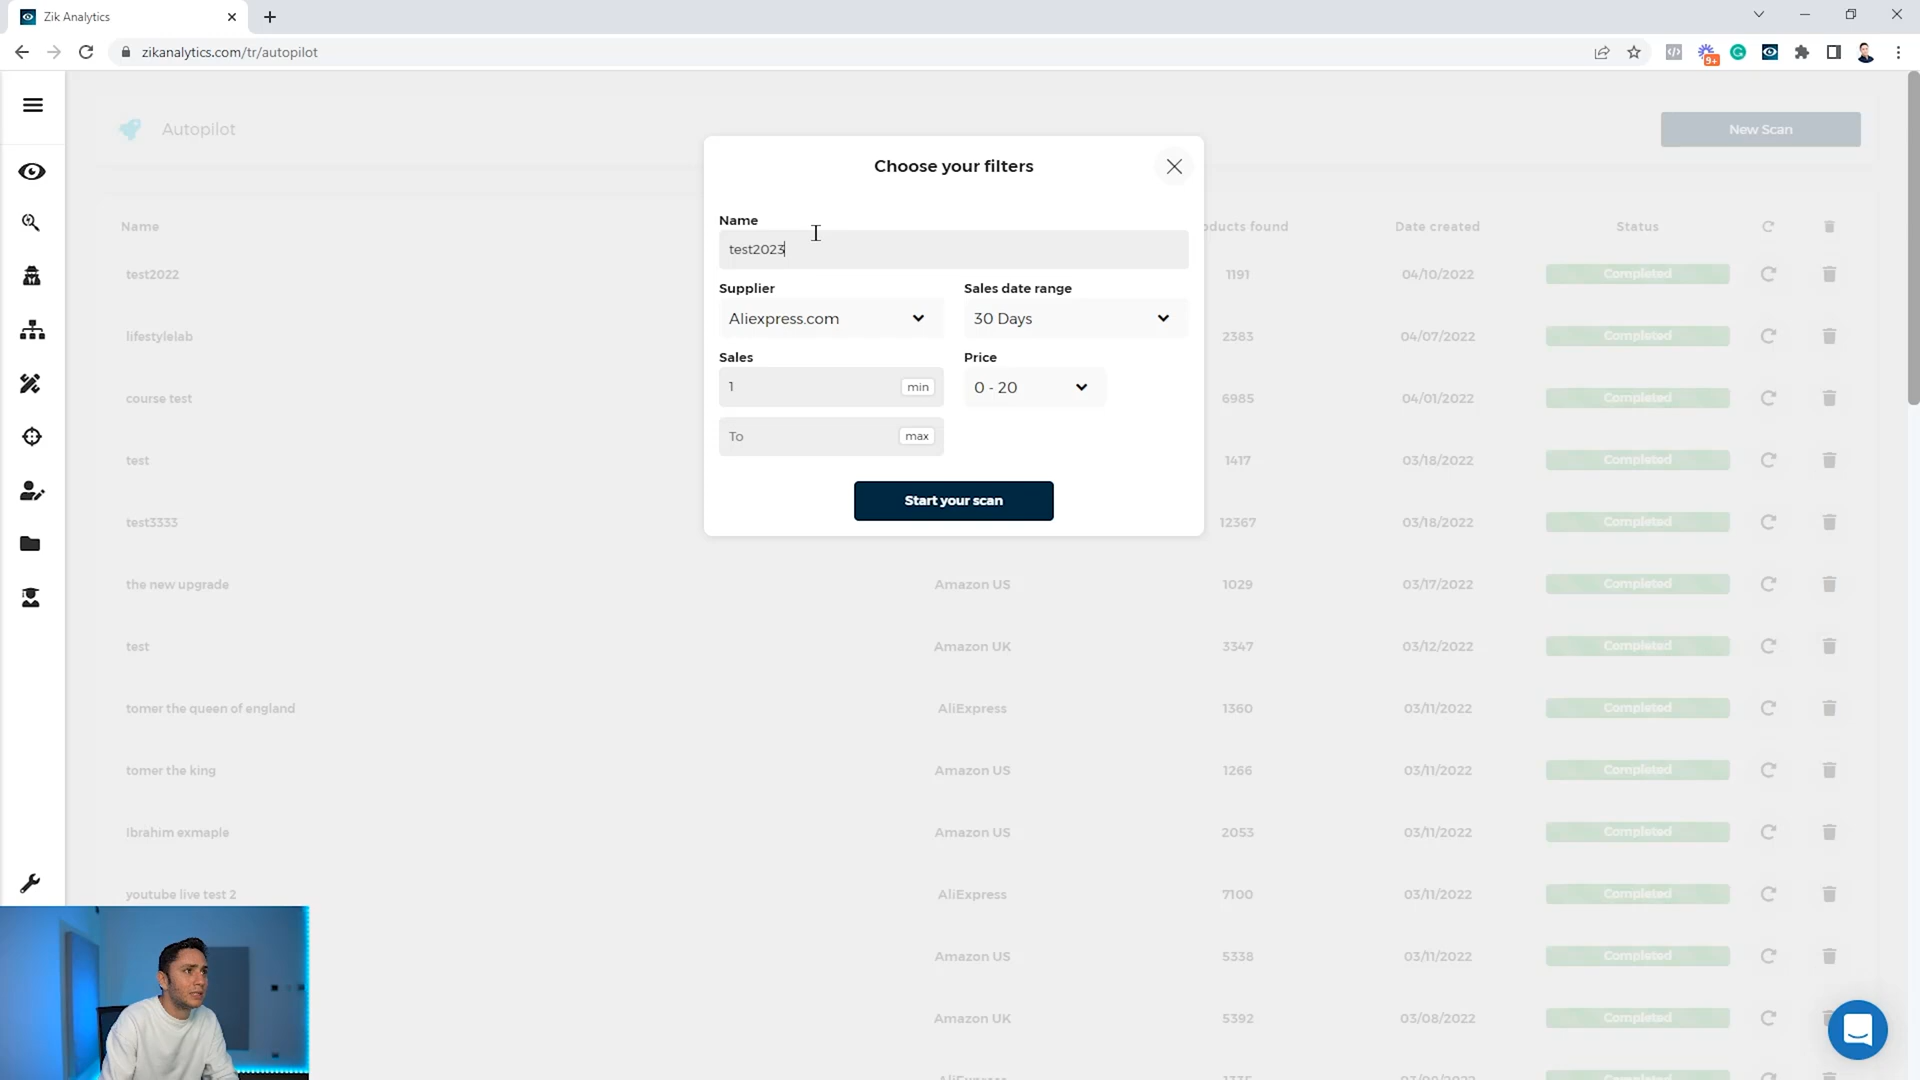 Zik Analytics
zikanalytics.com/tr/autopilot
9+
Autopilot
New Scan
Choose your filters
Name
test2023
Supplier
Sales date range
Aliexpress.com
30 Days
Sales
Price
1
min
0 - 20
To
max
Start your scan
Name
oducts found
Date created
Status
test2022
1191
04/10/2022
Completed
lifestylelab
2383
04/07/2022
Completed
course test
6985
04/01/2022
Completed
test
1417
03/18/2022
Completed
test3333
12367
03/18/2022
Completed
the new upgrade
Amazon US
1029
03/17/2022
Completed
test
Amazon UK
3347
03/12/2022
Completed
tomer the queen of england
AliExpress
1360
03/11/2022
Completed
tomer the king
Amazon US
1266
03/11/2022
Completed
Ibrahim exmaple
Amazon US
2053
03/11/2022
Completed
youtube live test 2
AliExpress
7100
03/11/2022
Completed
Amazon US
5338
03/11/2022
Completed
Amazon UK
5392
03/08/2022
Completed